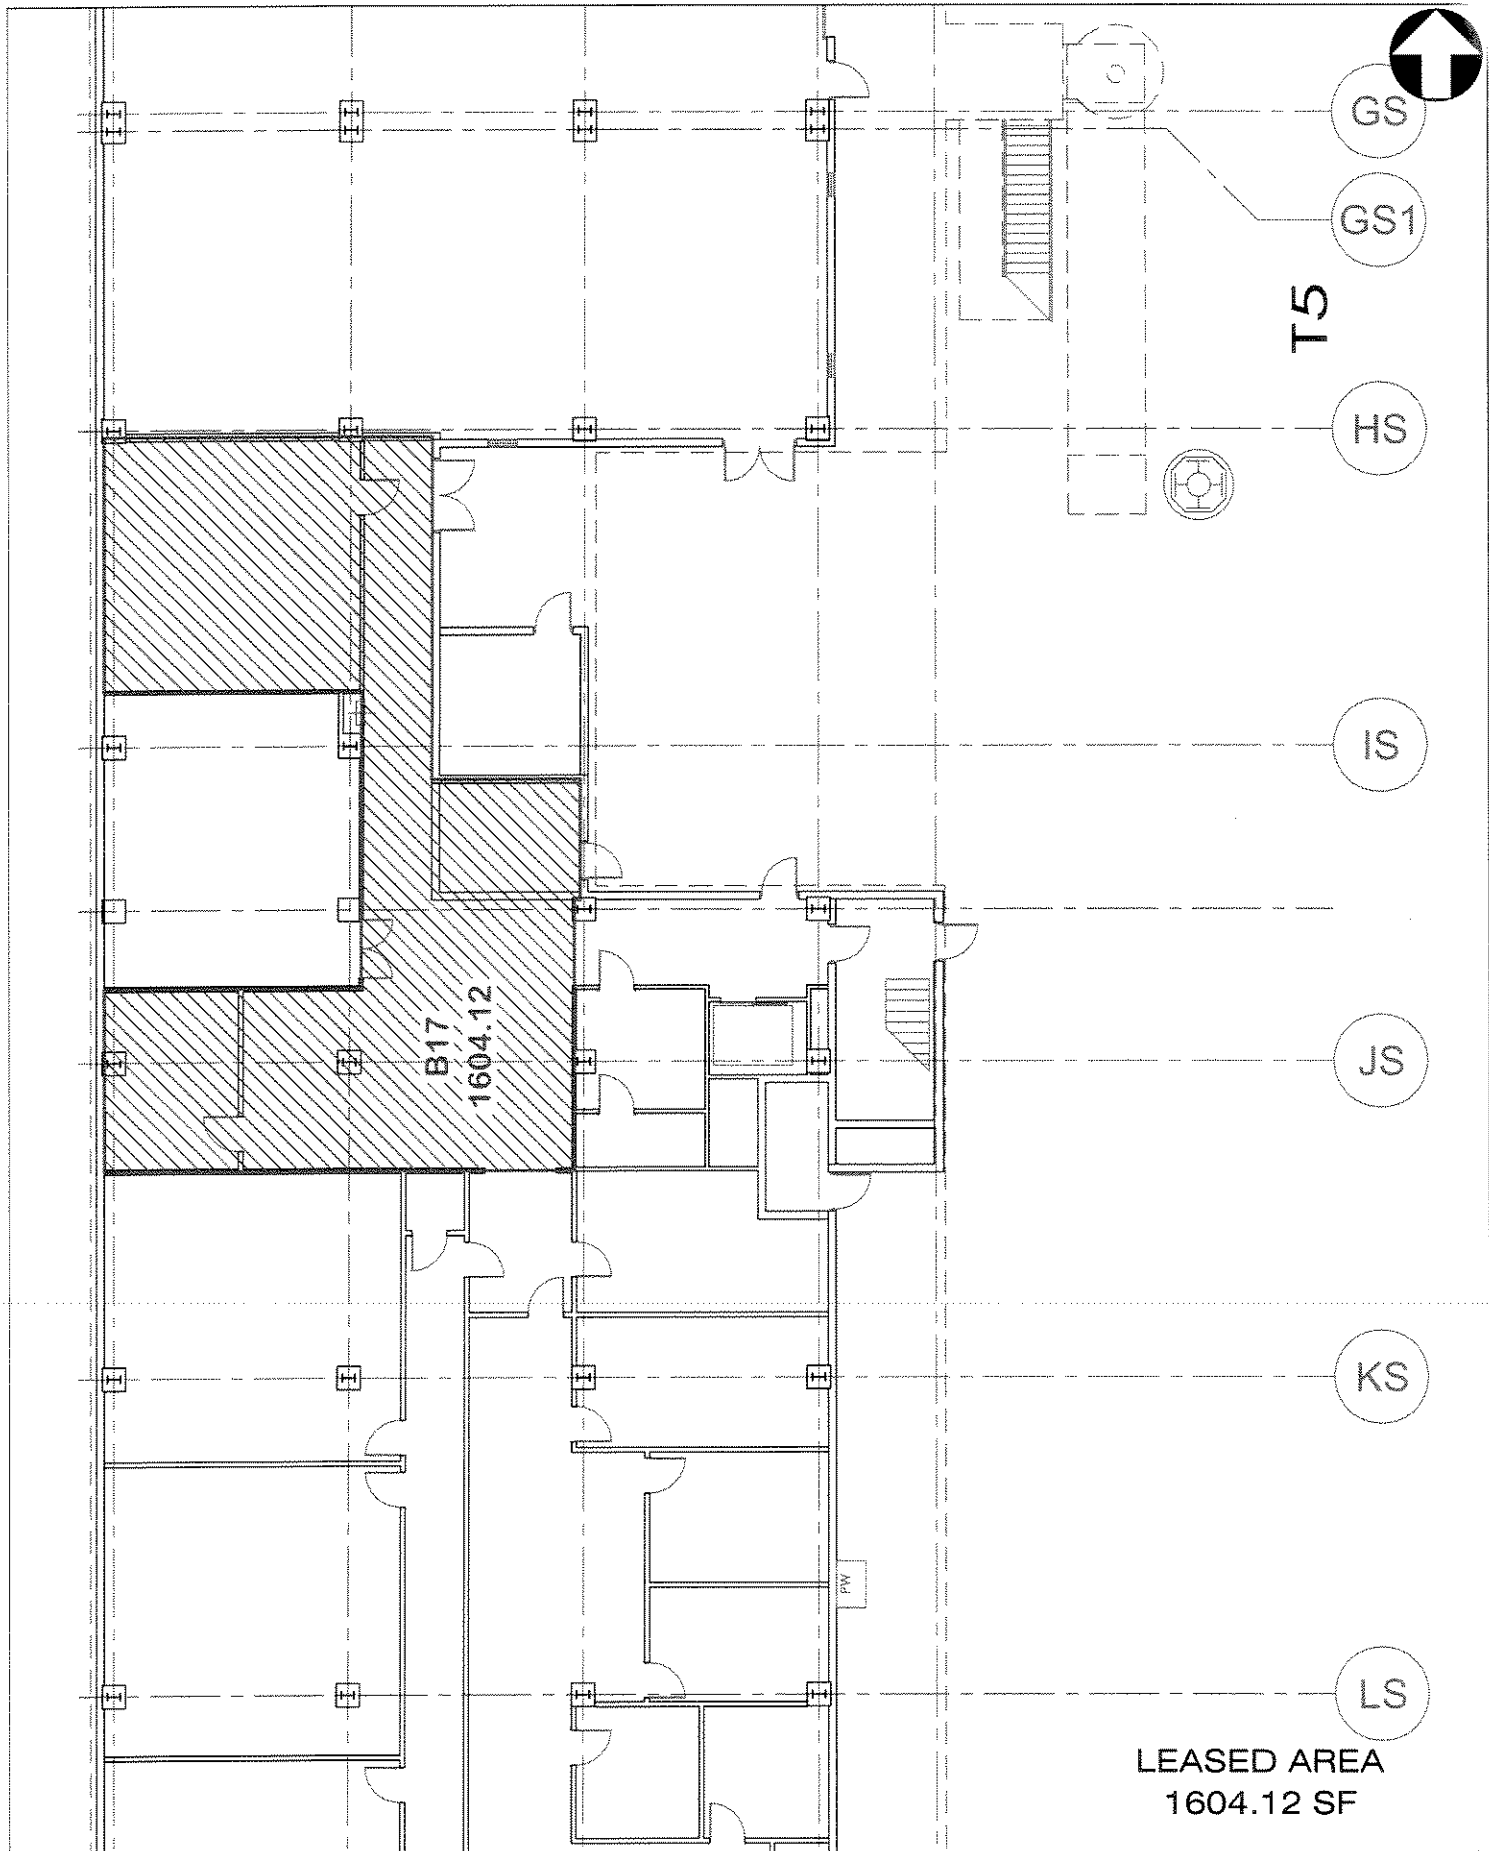 GS
GS1
T5
HS
IS
B17
1604.12
JS
KS
PW
LS
LEASED AREA
1604.12 SF